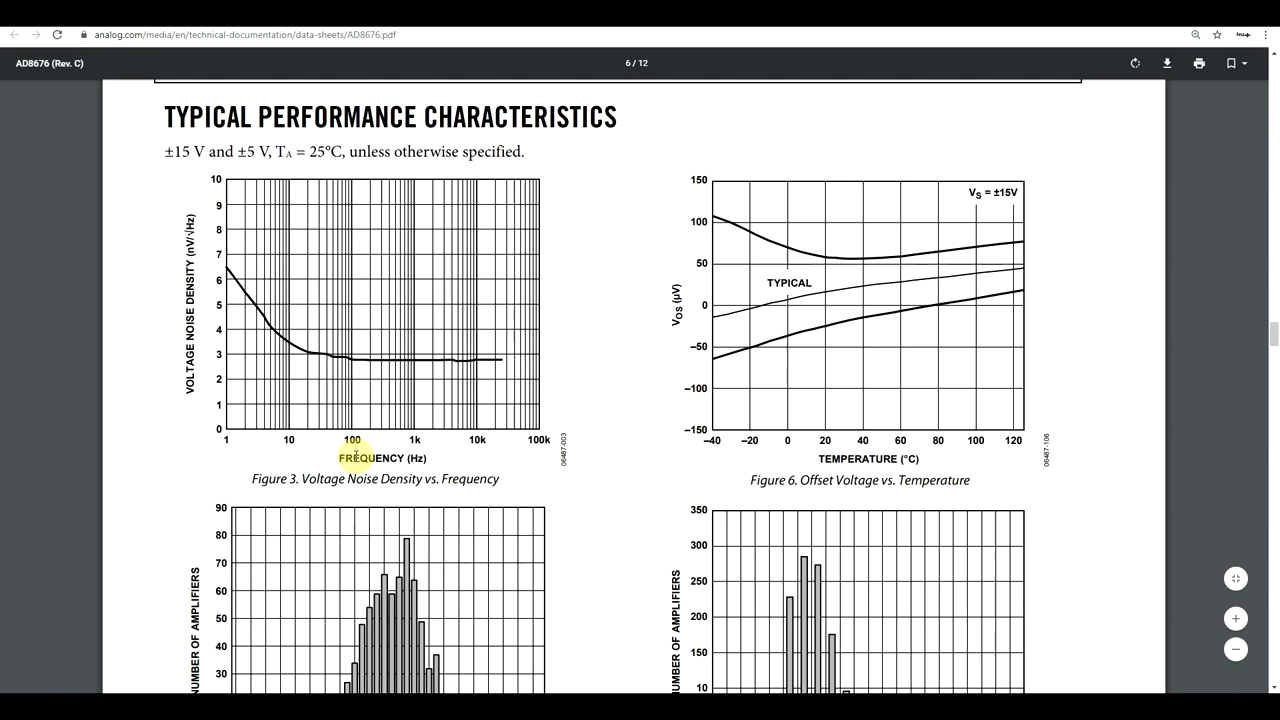 analog.com/media/en/technical-documentation/data-sheets/AD8676.pdf
AD8676 (Rev. C)
6 / 12
TYPICAL PERFORMANCE CHARACTERISTICS
±15 V and ±5 V, TA = 25°C, unless otherwise specified.
10
9
8
7
6
5
4
3
2
1
0
VOLTAGE NOISE DENSITY (nV/√Hz)
1 10 100 1k 10k 100k
FREQUENCY (Hz)
06487-003
Figure 3. Voltage Noise Density vs. Frequency
150
100
50
0
–50
–100
–150
VOS (µV)
VS = ±15V
TYPICAL
–40 –20 0 20 40 60 80 100 120
TEMPERATURE (°C)
06487-106
Figure 6. Offset Voltage vs. Temperature
90
80
70
60
50
40
30
NUMBER OF AMPLIFIERS
350
300
250
200
150
10
NUMBER OF AMPLIFIERS